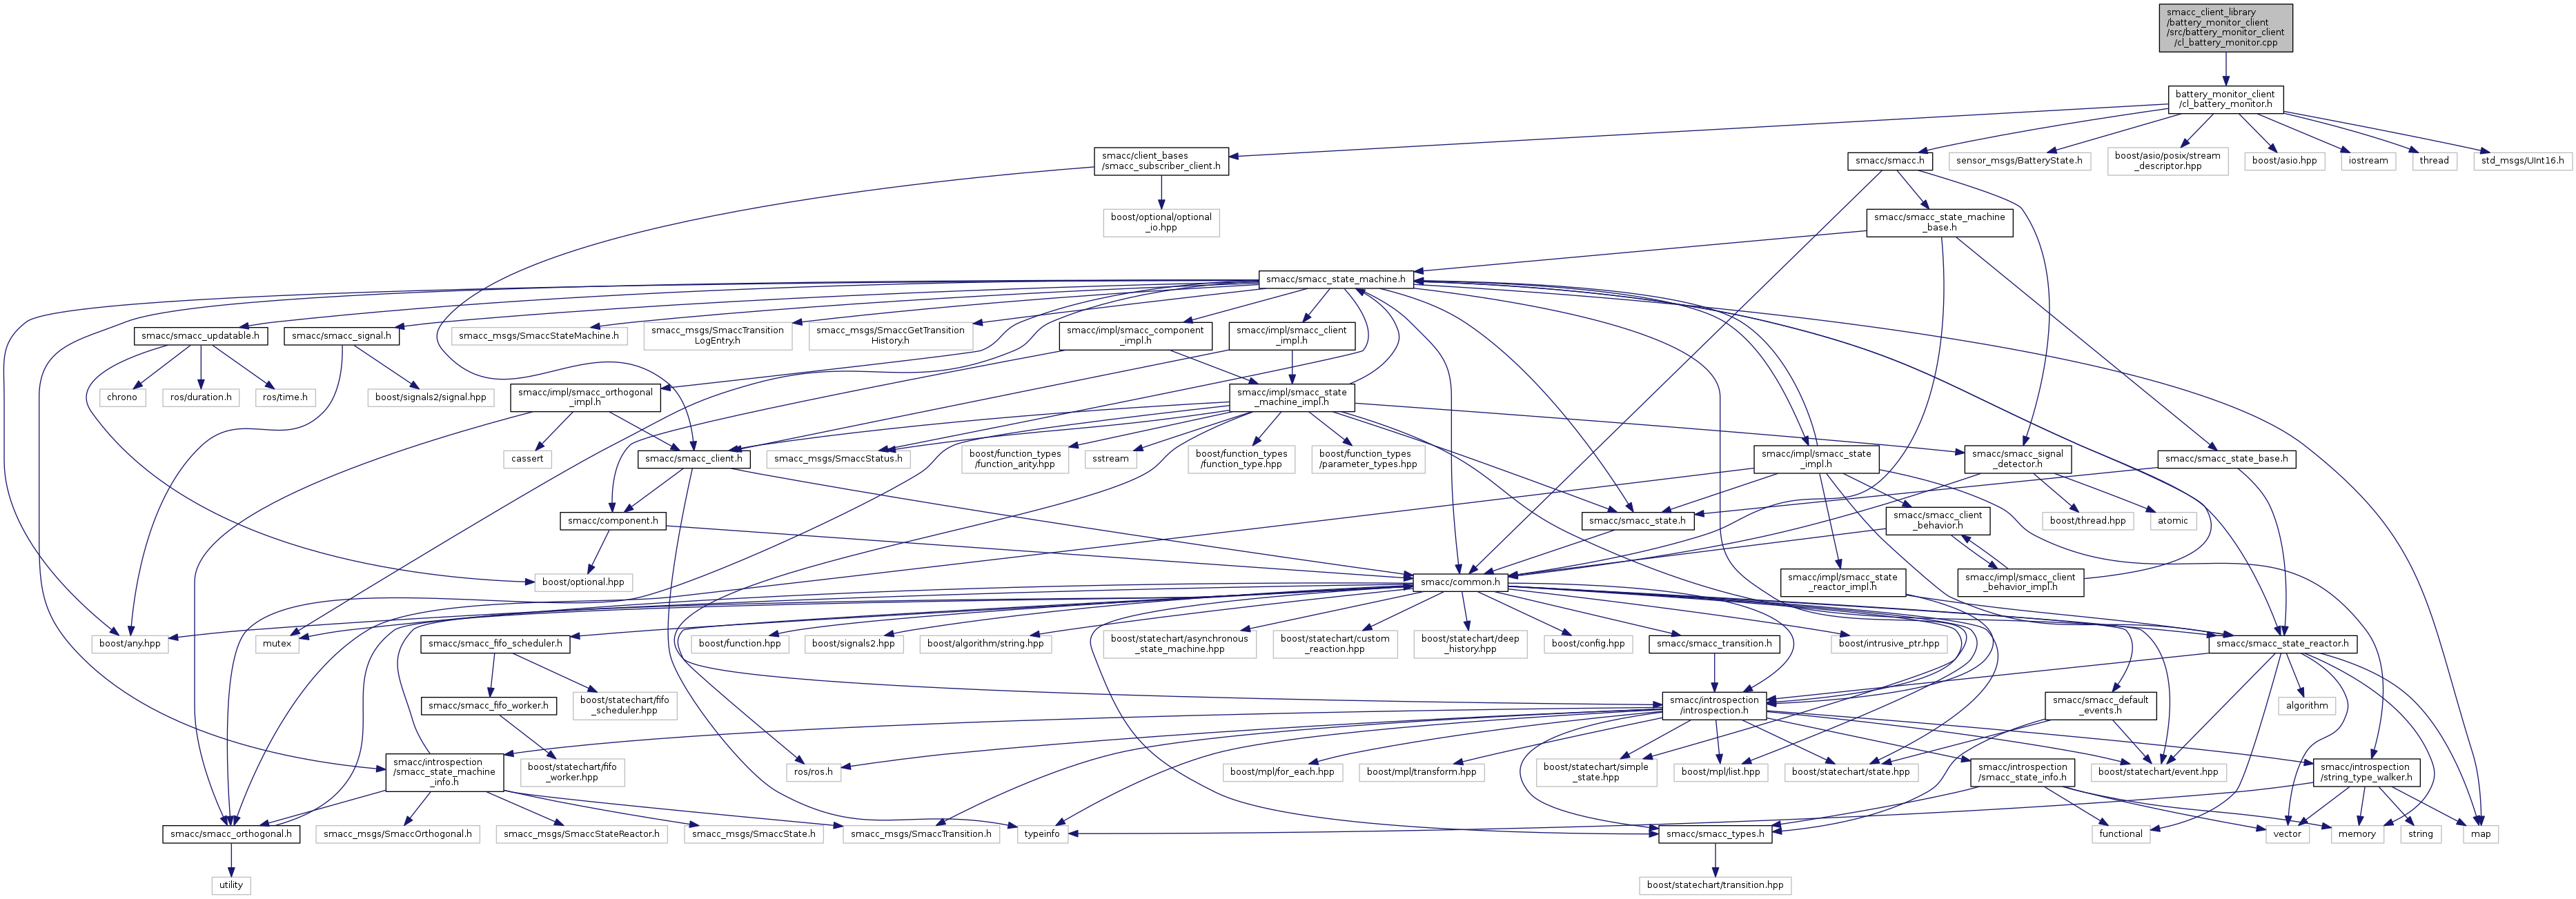 smacc_client_library
/battery_monitor_client
/src/battery_monitor_client
/cl_battery_monitor.cpp
battery_monitor_client
/cl_battery_monitor.h
smacc/client_bases
/smacc_subscriber_client.h
smacc/smacc.h
sensor_msgs/BatteryState.h
boost/asio/posix/stream
_descriptor.hpp
boost/asio.hpp
iostream
thread
std_msgs/UInt16.h
boost/optional/optional
_io.hpp
smacc/smacc_state_machine
_base.h
smacc/smacc_state_machine.h
smacc/smacc_updatable.h
smacc/smacc_signal.h
smacc_msgs/SmaccStateMachine.h
smacc_msgs/SmaccTransition
LogEntry.h
smacc_msgs/SmaccGetTransition
History.h
smacc/impl/smacc_component
_impl.h
smacc/impl/smacc_client
_impl.h
chrono
ros/duration.h
ros/time.h
boost/signals2/signal.hpp
smacc/impl/smacc_orthogonal
_impl.h
smacc/impl/smacc_state
_machine_impl.h
cassert
smacc/smacc_client.h
smacc_msgs/SmaccStatus.h
boost/function_types
/function_arity.hpp
sstream
boost/function_types
/function_type.hpp
boost/function_types
/parameter_types.hpp
smacc/impl/smacc_state
_impl.h
smacc/smacc_signal
_detector.h
smacc/smacc_state_base.h
smacc/component.h
smacc/smacc_state.h
smacc/smacc_client
_behavior.h
boost/thread.hpp
atomic
boost/optional.hpp
smacc/common.h
smacc/impl/smacc_state
_reactor_impl.h
smacc/impl/smacc_client
_behavior_impl.h
boost/any.hpp
mutex
smacc/smacc_fifo_scheduler.h
boost/function.hpp
boost/signals2.hpp
boost/algorithm/string.hpp
boost/statechart/asynchronous
_state_machine.hpp
boost/statechart/custom
_reaction.hpp
boost/statechart/deep
_history.hpp
boost/config.hpp
smacc/smacc_transition.h
boost/intrusive_ptr.hpp
smacc/smacc_state_reactor.h
smacc/smacc_fifo_worker.h
boost/statechart/fifo
_scheduler.hpp
smacc/introspection
/introspection.h
smacc/smacc_default
_events.h
algorithm
smacc/introspection
/smacc_state_machine
_info.h
boost/statechart/fifo
_worker.hpp
ros/ros.h
boost/mpl/for_each.hpp
boost/mpl/transform.hpp
boost/statechart/simple
_state.hpp
boost/mpl/list.hpp
boost/statechart/state.hpp
smacc/introspection
/smacc_state_info.h
boost/statechart/event.hpp
smacc/introspection
/string_type_walker.h
smacc/smacc_orthogonal.h
smacc_msgs/SmaccOrthogonal.h
smacc_msgs/SmaccStateReactor.h
smacc_msgs/SmaccState.h
smacc_msgs/SmaccTransition.h
typeinfo
smacc/smacc_types.h
functional
vector
memory
string
map
utility
boost/statechart/transition.hpp